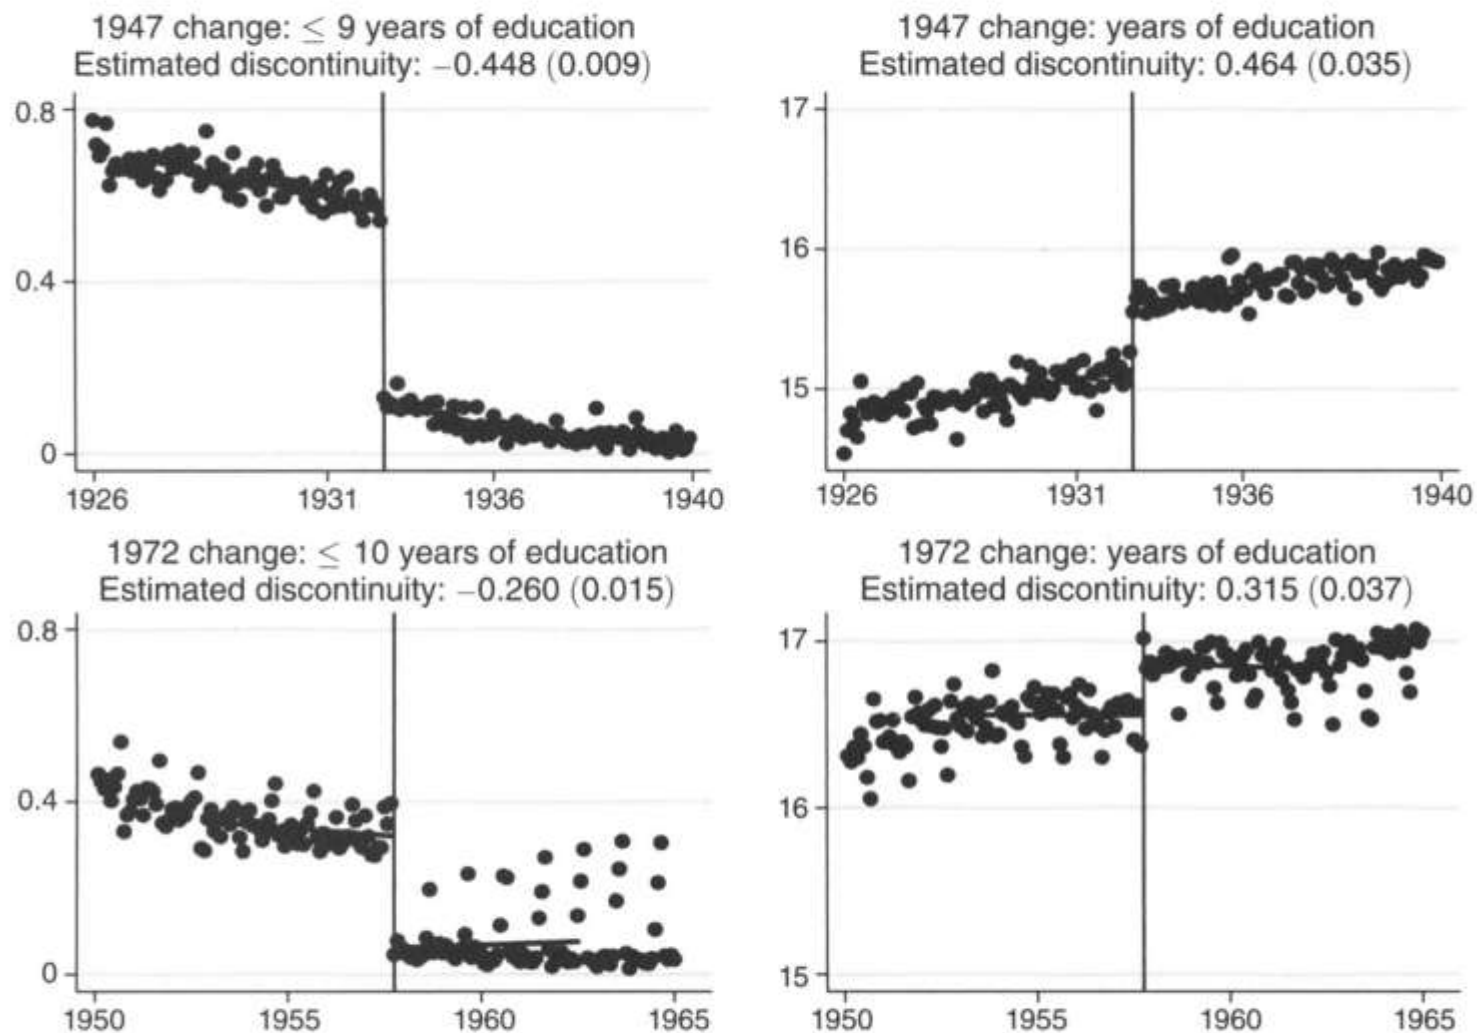 1947 change: ≤ 9 years of education
Estimated discontinuity: −0.448 (0.009)
0.8
0.4
0
1926 1931 1936 1940
1947 change: years of education
Estimated discontinuity: 0.464 (0.035)
17
16
15
1926 1931 1936 1940
1972 change: ≤ 10 years of education
Estimated discontinuity: −0.260 (0.015)
0.8
0.4
0
1950 1955 1960 1965
1972 change: years of education
Estimated discontinuity: 0.315 (0.037)
17
16
15
1950 1955 1960 1965